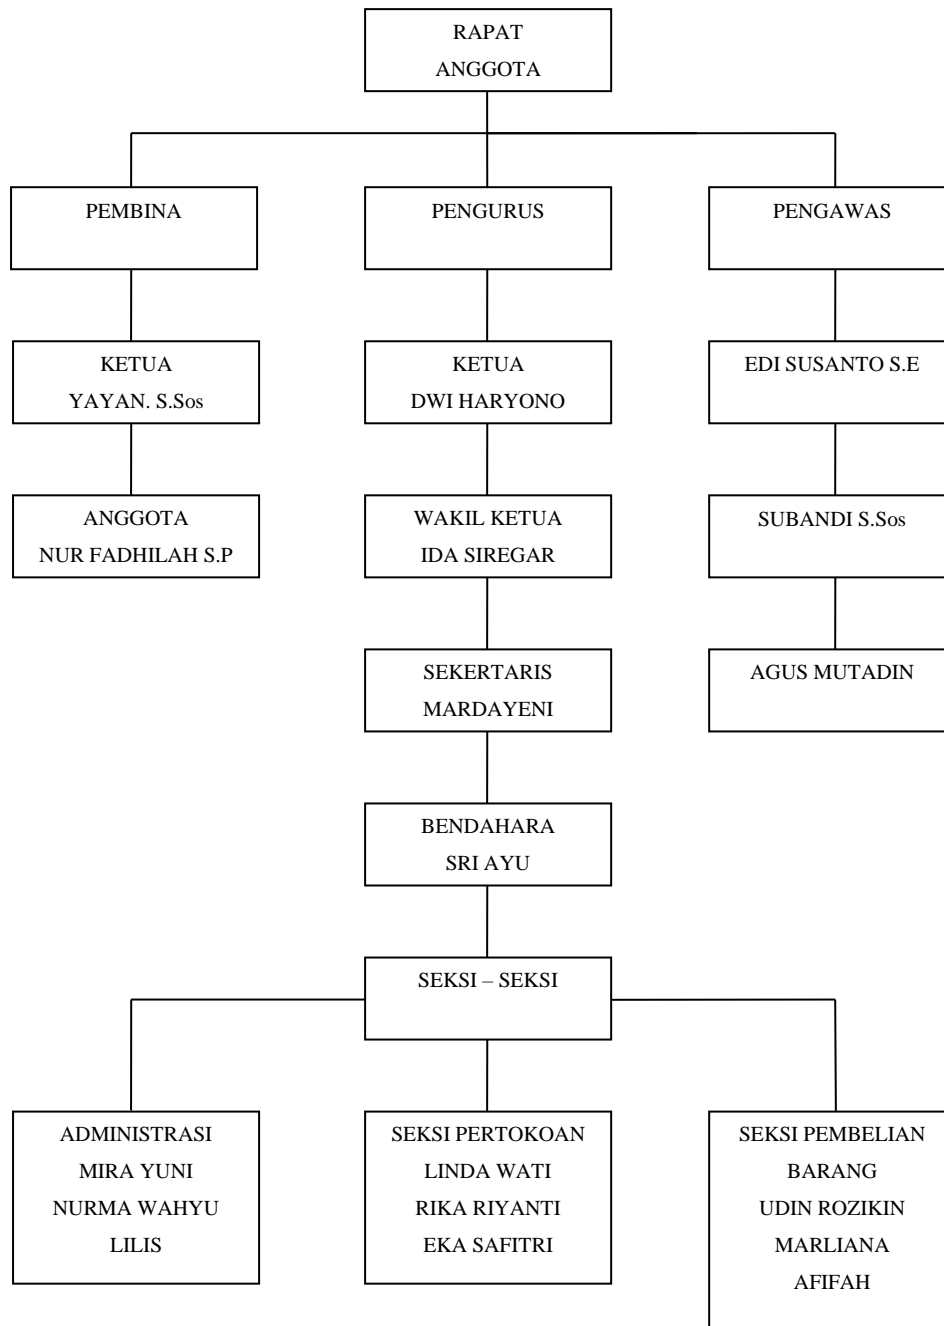 RAPAT
ANGGOTA
PEMBINA
PENGURUS
PENGAWAS
KETUA
YAYAN. S.Sos
KETUA
DWI HARYONO
EDI SUSANTO S.E
ANGGOTA
NUR FADHILAH S.P
WAKIL KETUA
IDA SIREGAR
SUBANDI S.Sos
SEKERTARIS
MARDAYENI
AGUS MUTADIN
BENDAHARA
SRI AYU
SEKSI – SEKSI
ADMINISTRASI
MIRA YUNI
NURMA WAHYU
LILIS
SEKSI PERTOKOAN
LINDA WATI
RIKA RIYANTI
EKA SAFITRI
SEKSI PEMBELIAN
BARANG
UDIN ROZIKIN
MARLIANA
AFIFAH